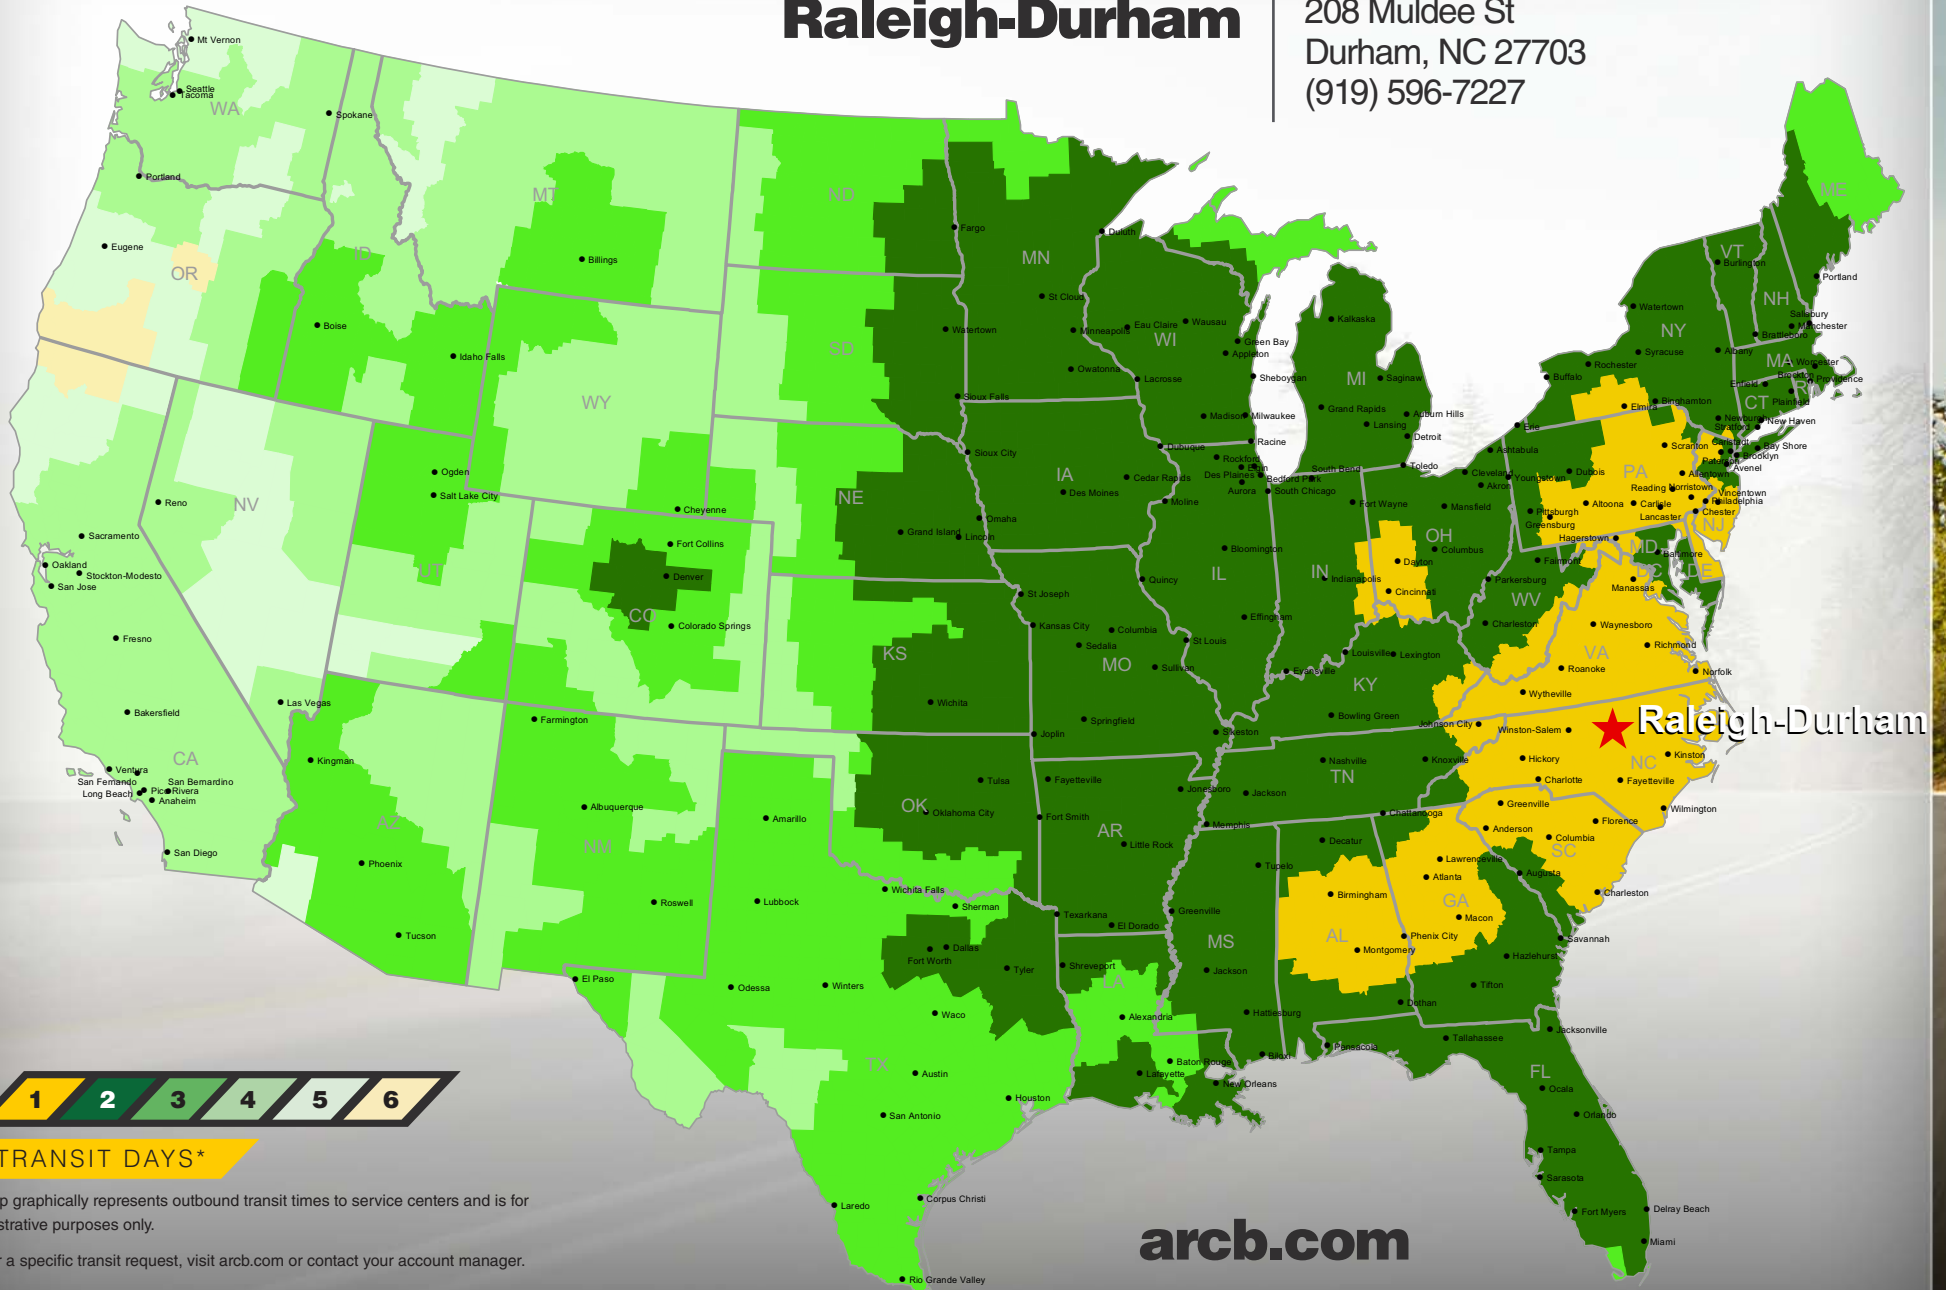 Raleigh-Durham
208 Muldee St
Durham, NC 27703
(919) 596-7227
Mt Vernon
Seattle
Tacoma
WA
Spokane
Portland
Eugene
OR
ID
Boise
Idaho Falls
MT
Billings
ND
Fargo
MN
Duluth
St Cloud
Minneapolis
Owatonna
Eau Claire
Wausau
WI
Green Bay
Appleton
Lacrosse
Sheboygan
Madison
Milwaukee
Racine
Kalkaska
MI
Saginaw
Grand Rapids
Lansing
Auburn Hills
Detroit
ME
VT
Burlington
Portland
NH
Salisbury
Manchester
Brattleboro
Watertown
NY
Syracuse
Rochester
Buffalo
Albany
MA
Worcester
Brockton
Providence
RI
Enfield
CT
Plainfield
Newburgh
New Haven
Stratford
Binghamton
Elmira
Erie
Scranton
Carlstadt
Bay Shore
Brooklyn
Paterson
Avenel
Allentown
PA
Dubois
Reading
Norristown
Vincentown
Philadelphia
Altoona
Carlisle
Lancaster
Chester
NJ
Pittsburgh
Greensburg
Hagerstown
MD
Baltimore
DC
DE
Manassas
SD
Watertown
Sioux Falls
WY
Cheyenne
NE
Grand Island
Lincoln
Omaha
Sioux City
IA
Des Moines
Cedar Rapids
Dubuque
Moline
Rockford
Elgin
Des Plaines
Bedford Park
Aurora
South Chicago
South Bend
Toledo
Cleveland
Ashtabula
Akron
Youngstown
Fort Wayne
Mansfield
OH
Columbus
Dayton
Cincinnati
Bloomington
IL
IN
Indianapolis
Quincy
Effingham
Evansville
Parkersburg
Fairmont
WV
Charleston
Waynesboro
Richmond
VA
Roanoke
Norfolk
Wytheville
NV
Reno
Sacramento
Oakland
Stockton-Modesto
San Jose
Fresno
Bakersfield
CA
Ventura
San Fernando
San Bernardino
Long Beach
Pico Rivera
Anaheim
San Diego
Las Vegas
Ogden
Salt Lake City
UT
Fort Collins
Denver
CO
Colorado Springs
KS
Wichita
St Joseph
Kansas City
Columbia
Sedalia
MO
Sullivan
St Louis
Springfield
Joplin
Sikeston
Louisville
Lexington
KY
Bowling Green
Johnson City
Winston-Salem
Raleigh-Durham
Hickory
NC
Kinston
Charlotte
Fayetteville
Wilmington
Kingman
AZ
Phoenix
Tucson
Farmington
Albuquerque
NM
Roswell
Amarillo
Lubbock
El Paso
Odessa
Winters
OK
Tulsa
Oklahoma City
Wichita Falls
Sherman
Dallas
Fort Worth
Tyler
Waco
TX
Austin
San Antonio
Houston
Laredo
Corpus Christi
Rio Grande Valley
Fayetteville
Fort Smith
AR
Little Rock
Jonesboro
Texarkana
El Dorado
Shreveport
LA
Alexandria
Baton Rouge
Lafayette
New Orleans
Nashville
TN
Knoxville
Jackson
Memphis
Chattanooga
Tupelo
Decatur
Greenville
MS
Jackson
Hattiesburg
Biloxi
Birmingham
AL
Montgomery
Lawrenceville
Atlanta
GA
Macon
Phenix City
Hazlehurst
Tifton
Dothan
Greenville
Anderson
Florence
Columbia
SC
Augusta
Charleston
Savannah
Pensacola
Tallahassee
Jacksonville
FL
Ocala
Orlando
Tampa
Sarasota
Fort Myers
Delray Beach
Miami
1 2 3 4 5 6
TRANSIT DAYS*
p graphically represents outbound transit times to service centers and is for
strative purposes only.
r a specific transit request, visit arcb.com or contact your account manager.
arcb.com